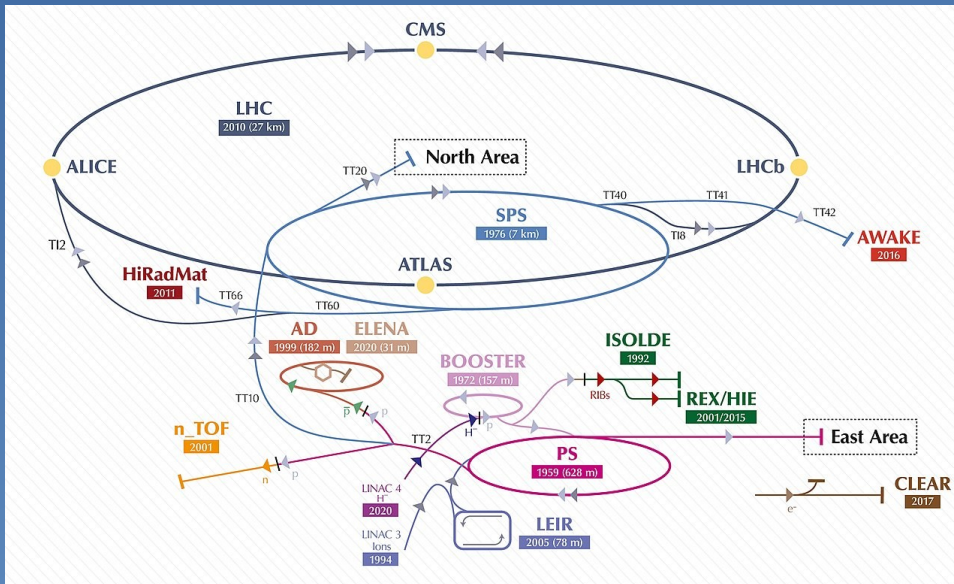 CMS
LHC
2010 (27 km)
ALICE
LHCb
TT20
North Area
TT40
TT41
TT42
SPS
1976 (7 km)
TI8
AWAKE
2016
TI2
ATLAS
HiRadMat
2011
TT66
TT60
AD
1999 (182 m)
ELENA
2020 (31 m)
ISOLDE
1992
BOOSTER
1972 (157 m)
RIBs
REX/HIE
2001/2015
TT10
p̅
p
H⁻
p
n_TOF
2001
TT2
East Area
PS
1959 (628 m)
n
p
LINAC 4
H⁻
2020
CLEAR
2017
e⁻
LEIR
2005 (78 m)
LINAC 3
Ions
1994